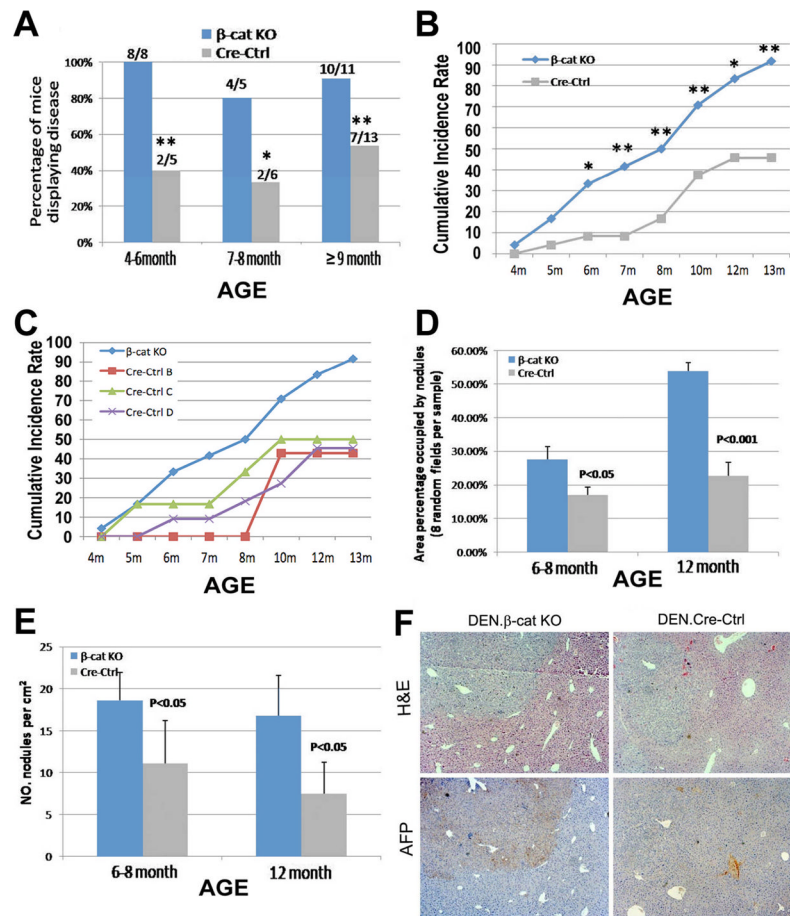 A
β-cat KO
Cre-Ctrl
Percentage of mice
displaying disease
100%
80%
60%
40%
20%
0%
8/8
4/5
10/11
**
2/5
*
2/6
**
7/13
4-6month
7-8 month
≥ 9 month
AGE
B
β-cat KO
Cre-Ctrl
Cumulative Incidence Rate
100
90
80
70
60
50
40
30
20
10
0
*
**
**
**
*
**
4m
5m
6m
7m
8m
10m
12m
13m
AGE
C
β-cat KO
Cre-Ctrl B
Cre-Ctrl C
Cre-Ctrl D
Cumulative Incidence Rate
100
90
80
70
60
50
40
30
20
10
0
4m
5m
6m
7m
8m
10m
12m
13m
AGE
D
β-cat KO
Cre-Ctrl
Area percentage occupied by nodules
(8 random fields per sample)
60.00%
50.00%
40.00%
30.00%
20.00%
10.00%
0.00%
P<0.05
P<0.001
6-8 month
12 month
AGE
E
β-cat KO
Cre-Ctrl
NO. nodules per cm²
25
20
15
10
5
0
P<0.05
P<0.05
6-8 month
12 month
AGE
F
DEN.β-cat KO
DEN.Cre-Ctrl
H&E
AFP